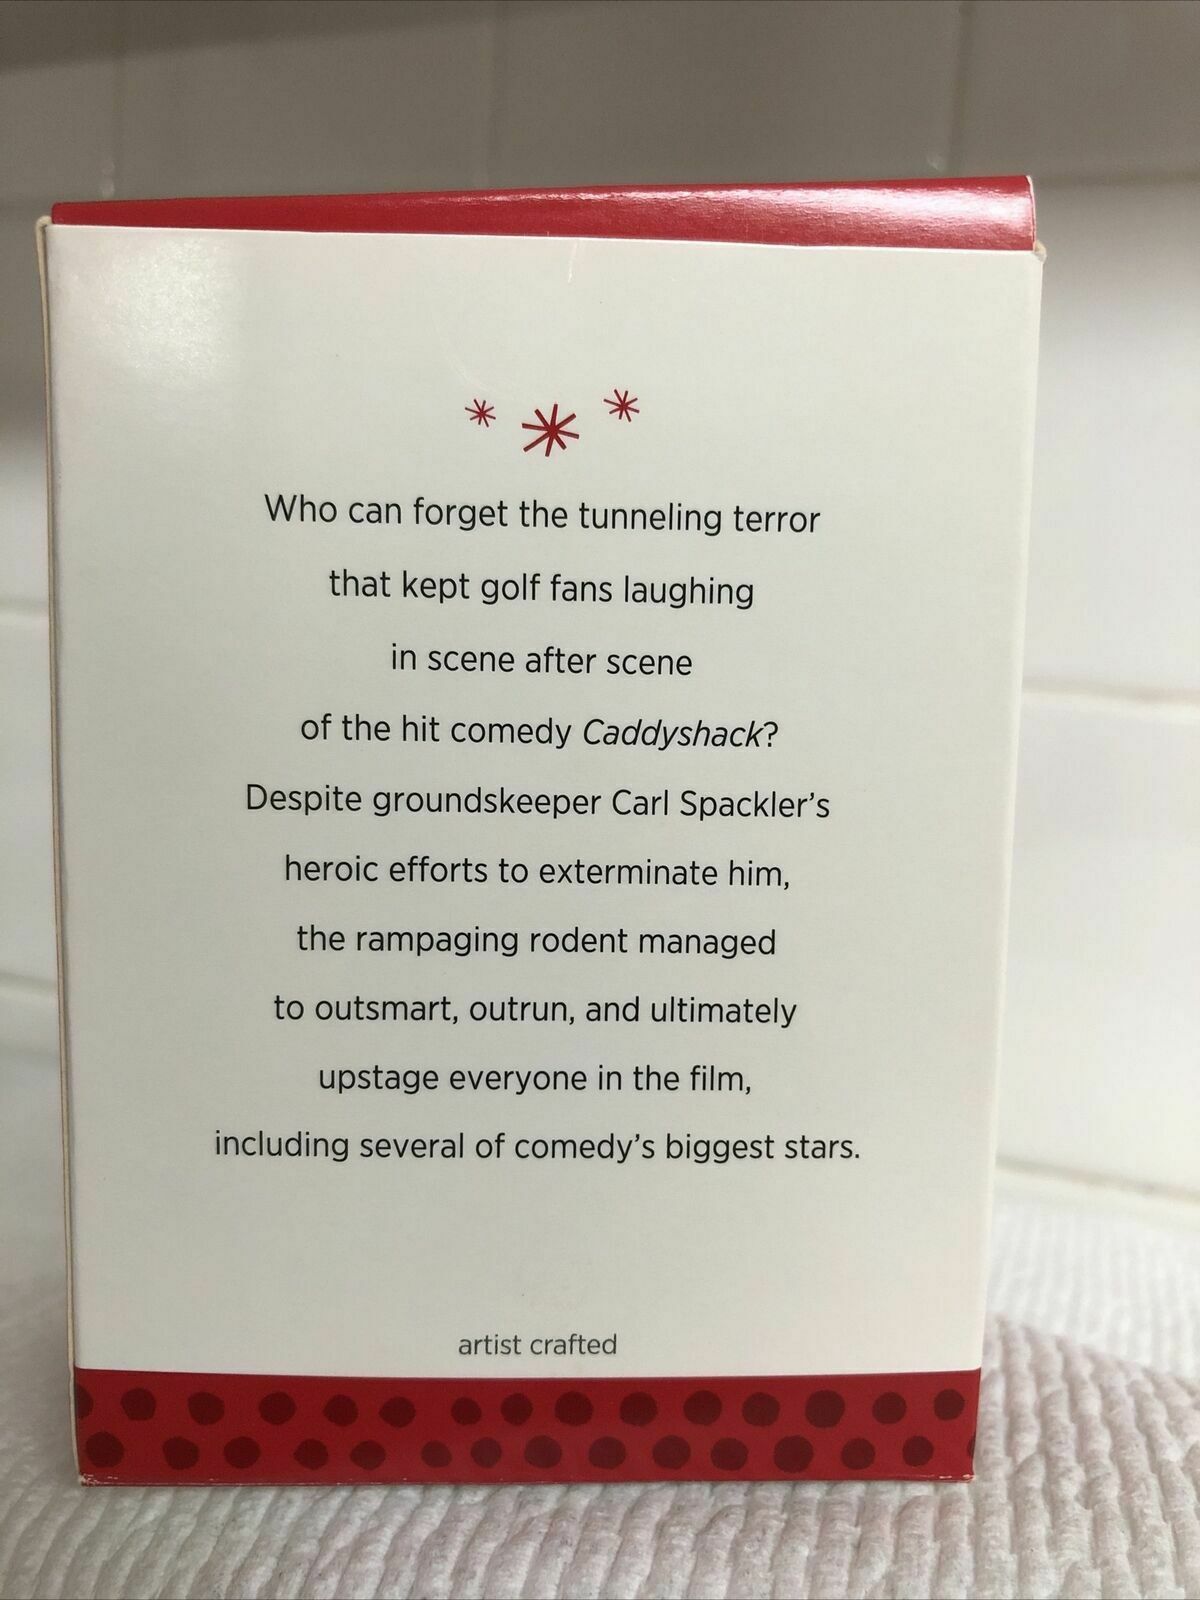 Who can forget the tunneling terror
that kept golf fans laughing
in scene after scene
of the hit comedy Caddyshack?
Despite groundskeeper Carl Spackler’s
heroic efforts to exterminate him,
the rampaging rodent managed
to outsmart, outrun, and ultimately
upstage everyone in the film,
including several of comedy’s biggest stars.
artist crafted